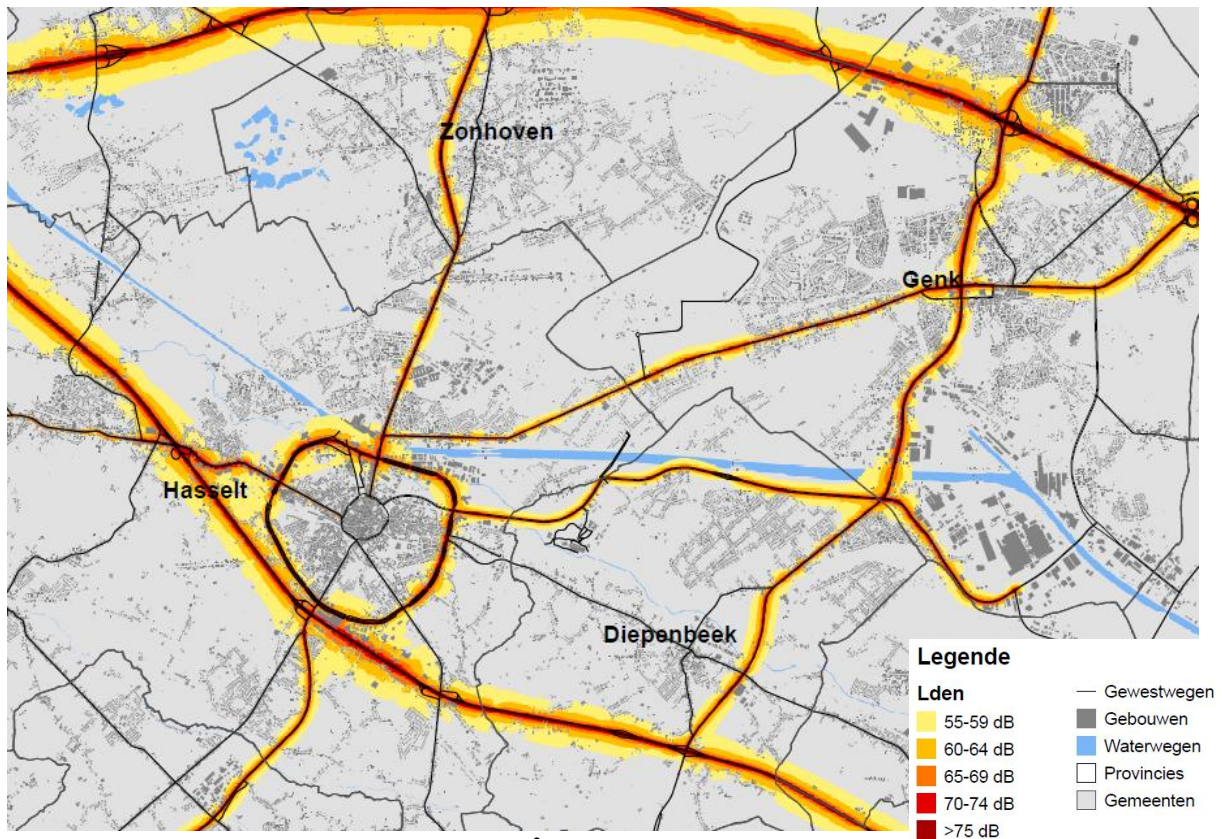 Zonhoven
Genk
Hasselt
Diepenbeek
Legende
Lden
55-59 dB
60-64 dB
65-69 dB
70-74 dB
>75 dB
Gewestwegen
Gebouwen
Waterwegen
Provincies
Gemeenten